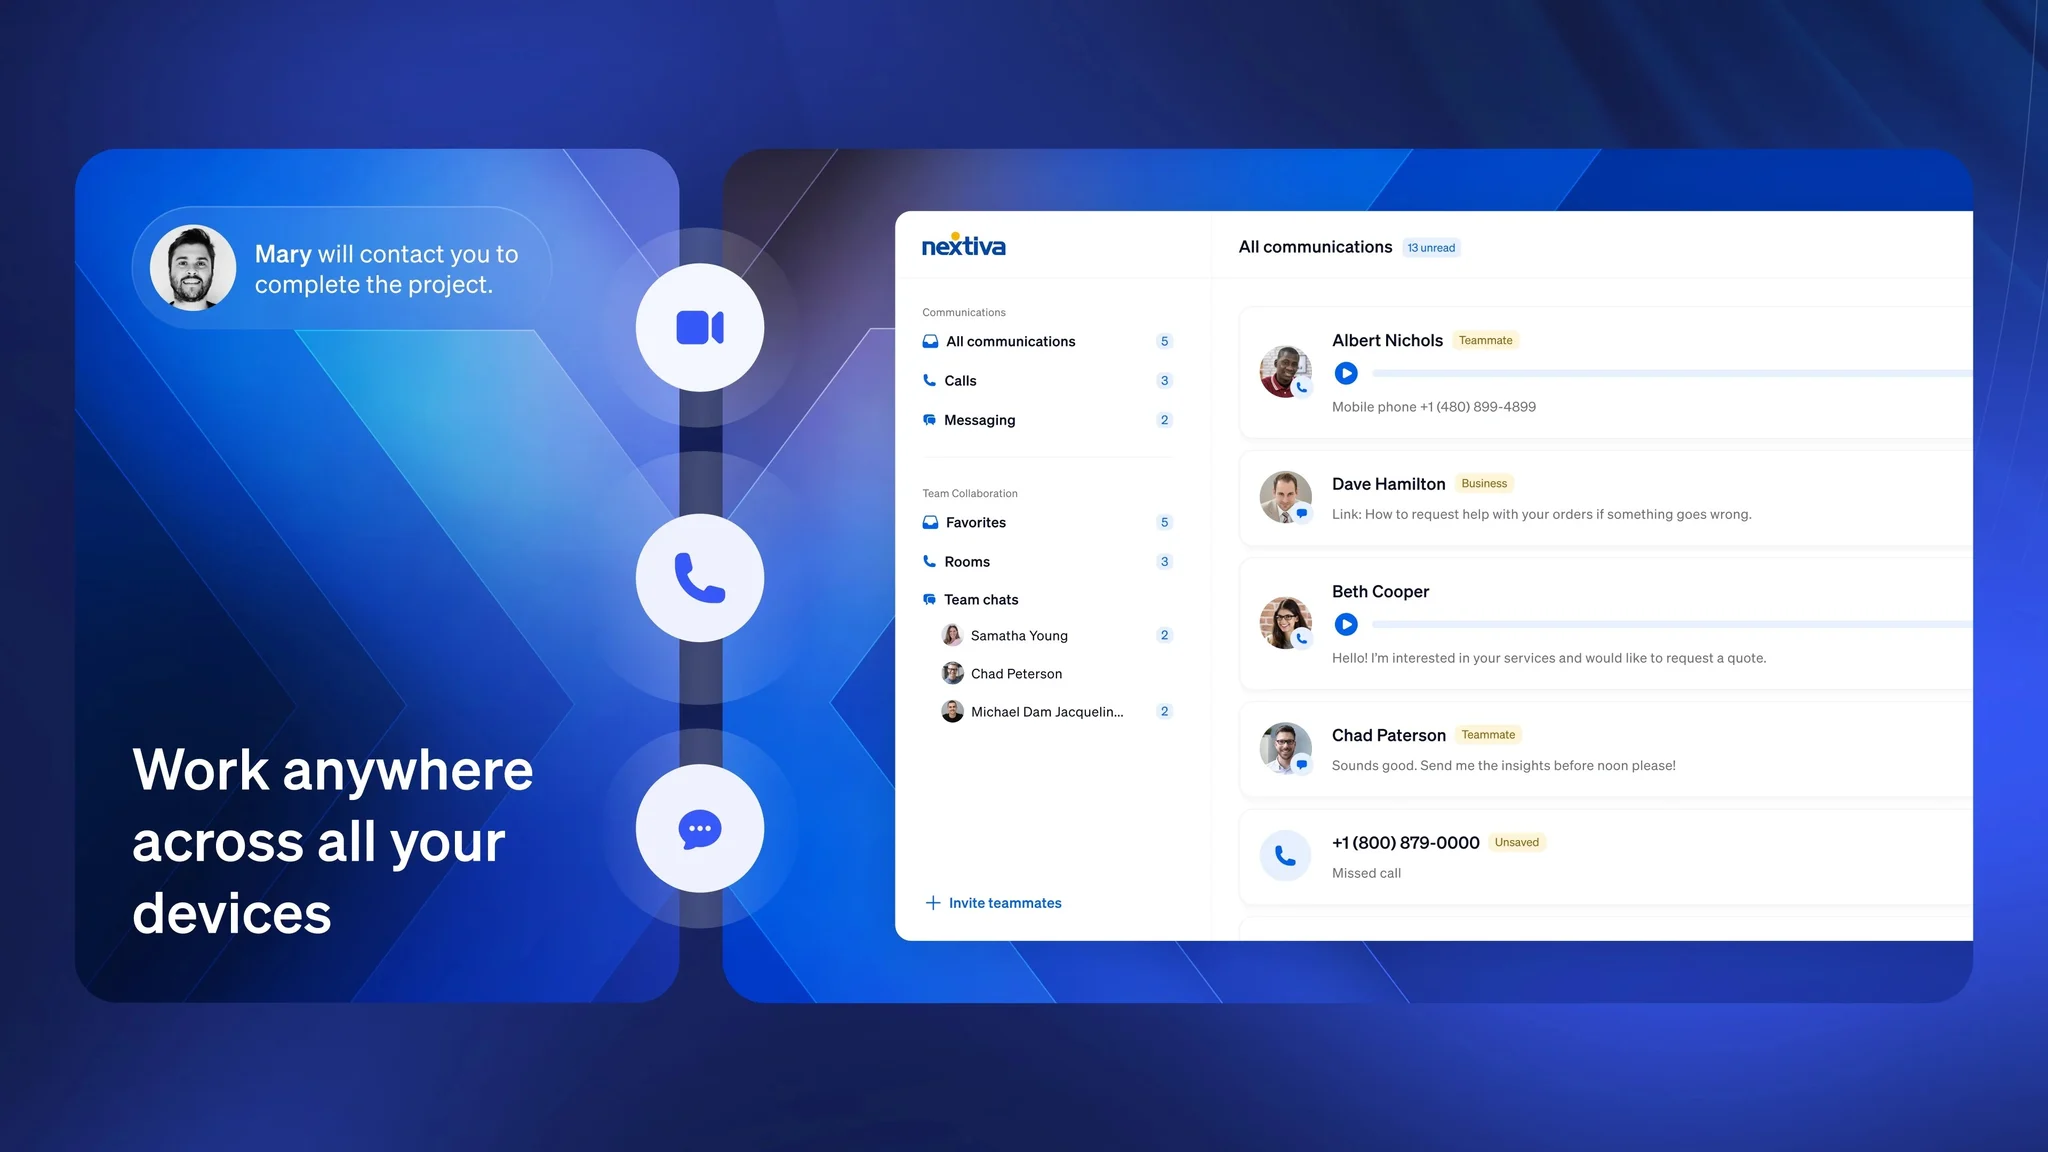 Mary will contact you to
complete the project.
Work anywhere
across all your
devices
nextiva
Communications
All communications 5
Calls 3
Messaging 2
Team Collaboration
Favorites 5
Rooms 3
Team chats
Samatha Young 2
Chad Peterson
Michael Dam Jacquelin... 2
Invite teammates
All communications 13 unread
Albert Nichols Teammate
Mobile phone +1 (480) 899-4899
Dave Hamilton Business
Link: How to request help with your orders if something goes wrong.
Beth Cooper
Hello! I'm interested in your services and would like to request a quote.
Chad Paterson Teammate
Sounds good. Send me the insights before noon please!
+1 (800) 879-0000 Unsaved
Missed call